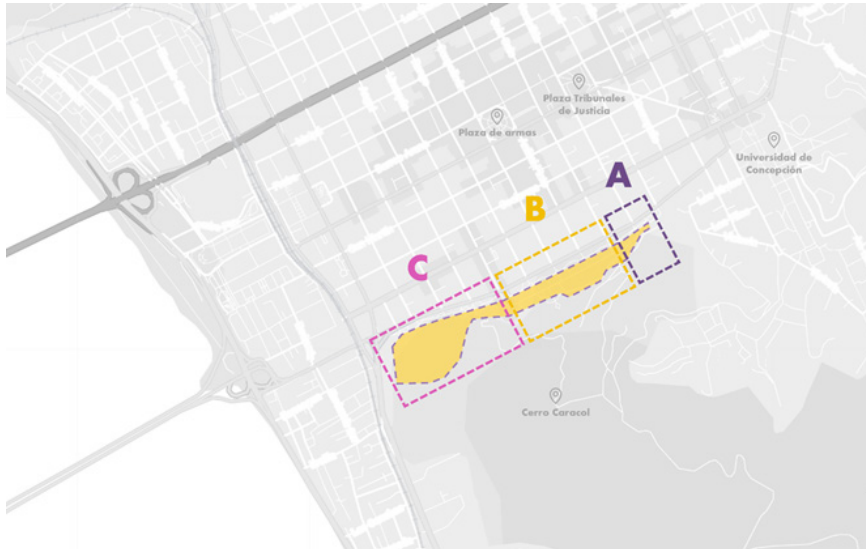 Plaza Tribunales
de Justicia
Plaza de armas
Universidad de
Concepción
A
B
C
Cerro Caracol